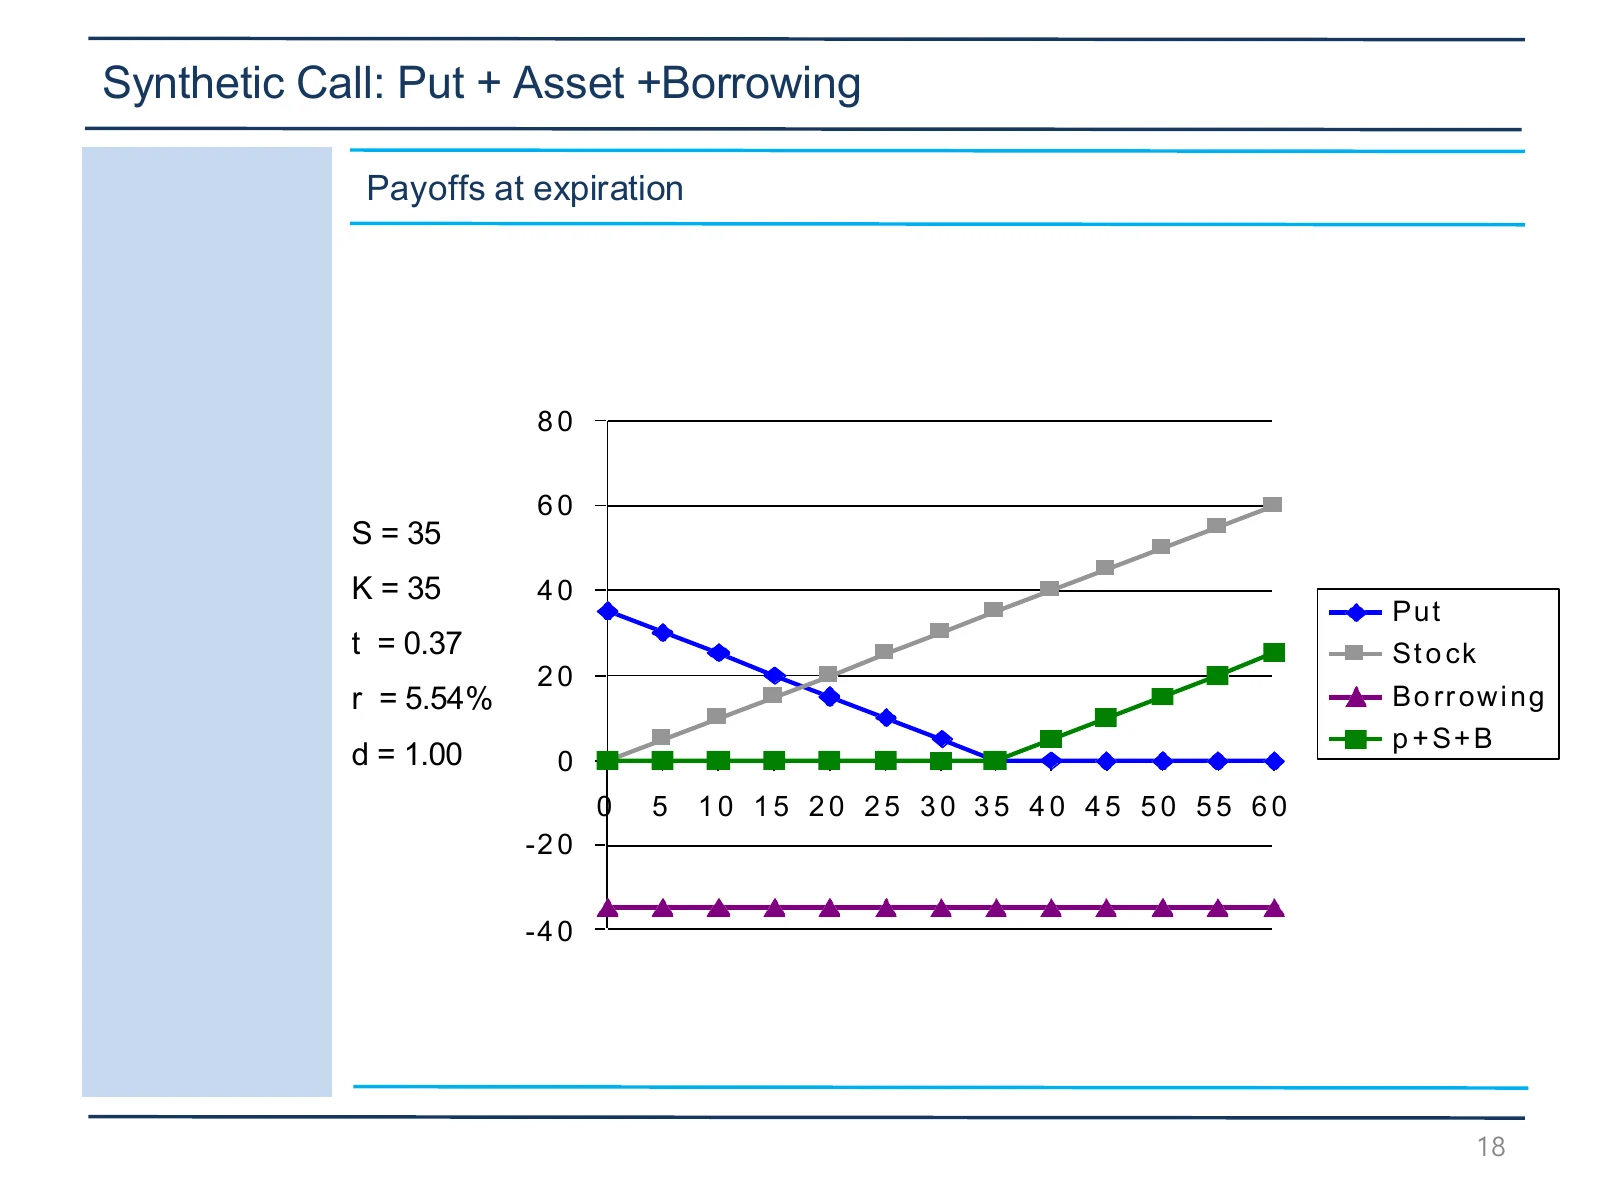 Synthetic Call: Put + Asset +Borrowing
Payoffs at expiration
S = 35
K = 35
t = 0.37
r = 5.54%
d = 1.00
80
60
40
20
0
-20
-40
0 5 10 15 20 25 30 35 40 45 50 55 60
Put
Stock
Borrowing
p+S+B
18